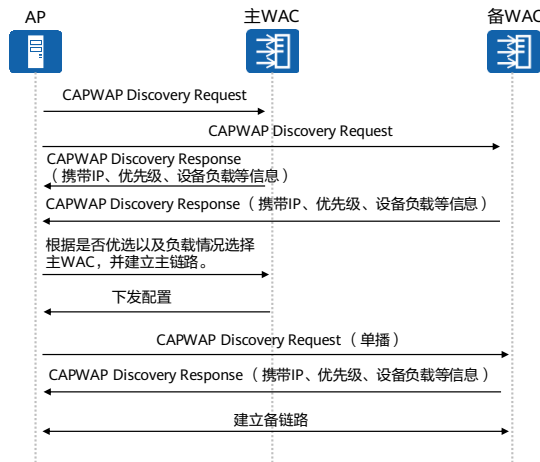 AP
主WAC
备WAC
CAPWAP Discovery Request
CAPWAP Discovery Request
CAPWAP Discovery Response
（携带IP、优先级、设备负载等信息）
CAPWAP Discovery Response（携带IP、优先级、设备负载等信息）
根据是否优选以及负载情况选择
主WAC，并建立主链路。
下发配置
CAPWAP Discovery Request（单播）
CAPWAP Discovery Response（携带IP、优先级、设备负载等信息）
建立备链路